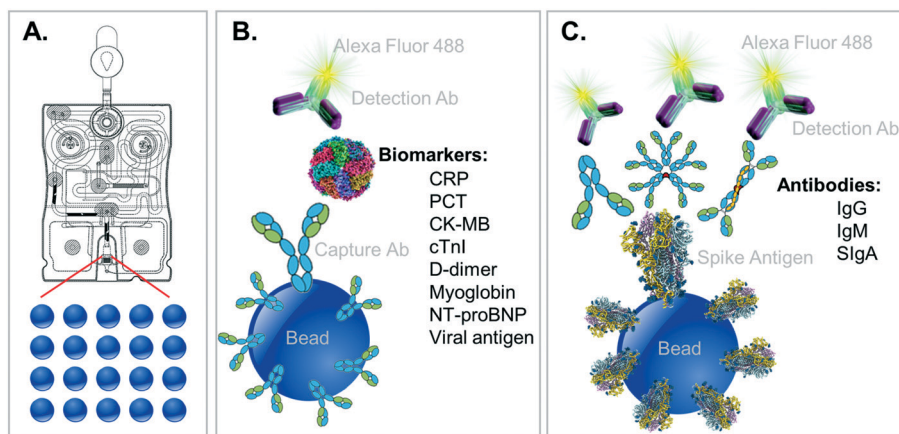 A.
B.
Alexa Fluor 488
Detection Ab
Biomarkers:
CRP
PCT
CK-MB
cTnI
D-dimer
Myoglobin
NT-proBNP
Viral antigen
Capture Ab
Bead
C.
Alexa Fluor 488
Detection Ab
Antibodies:
IgG
IgM
SIgA
Spike Antigen
Bead